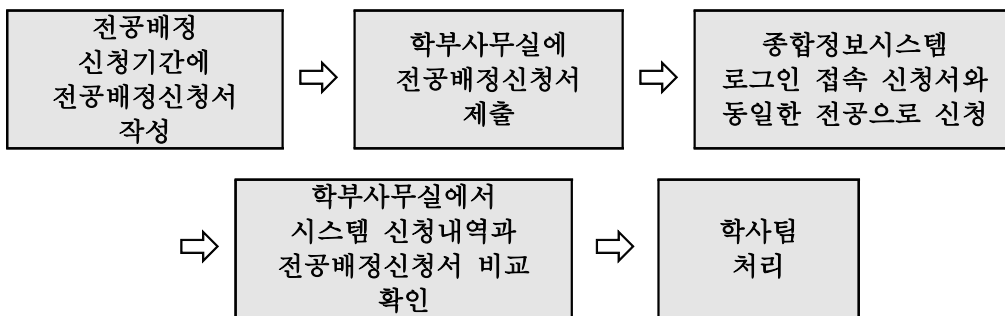 전공배정
신청기간에
전공배정신청서
작성
학부사무실에
전공배정신청서
제출
종합정보시스템
로그인 접속 신청서와
동일한 전공으로 신청
학부사무실에서
시스템 신청내역과
전공배정신청서 비교
확인
학사팀
처리